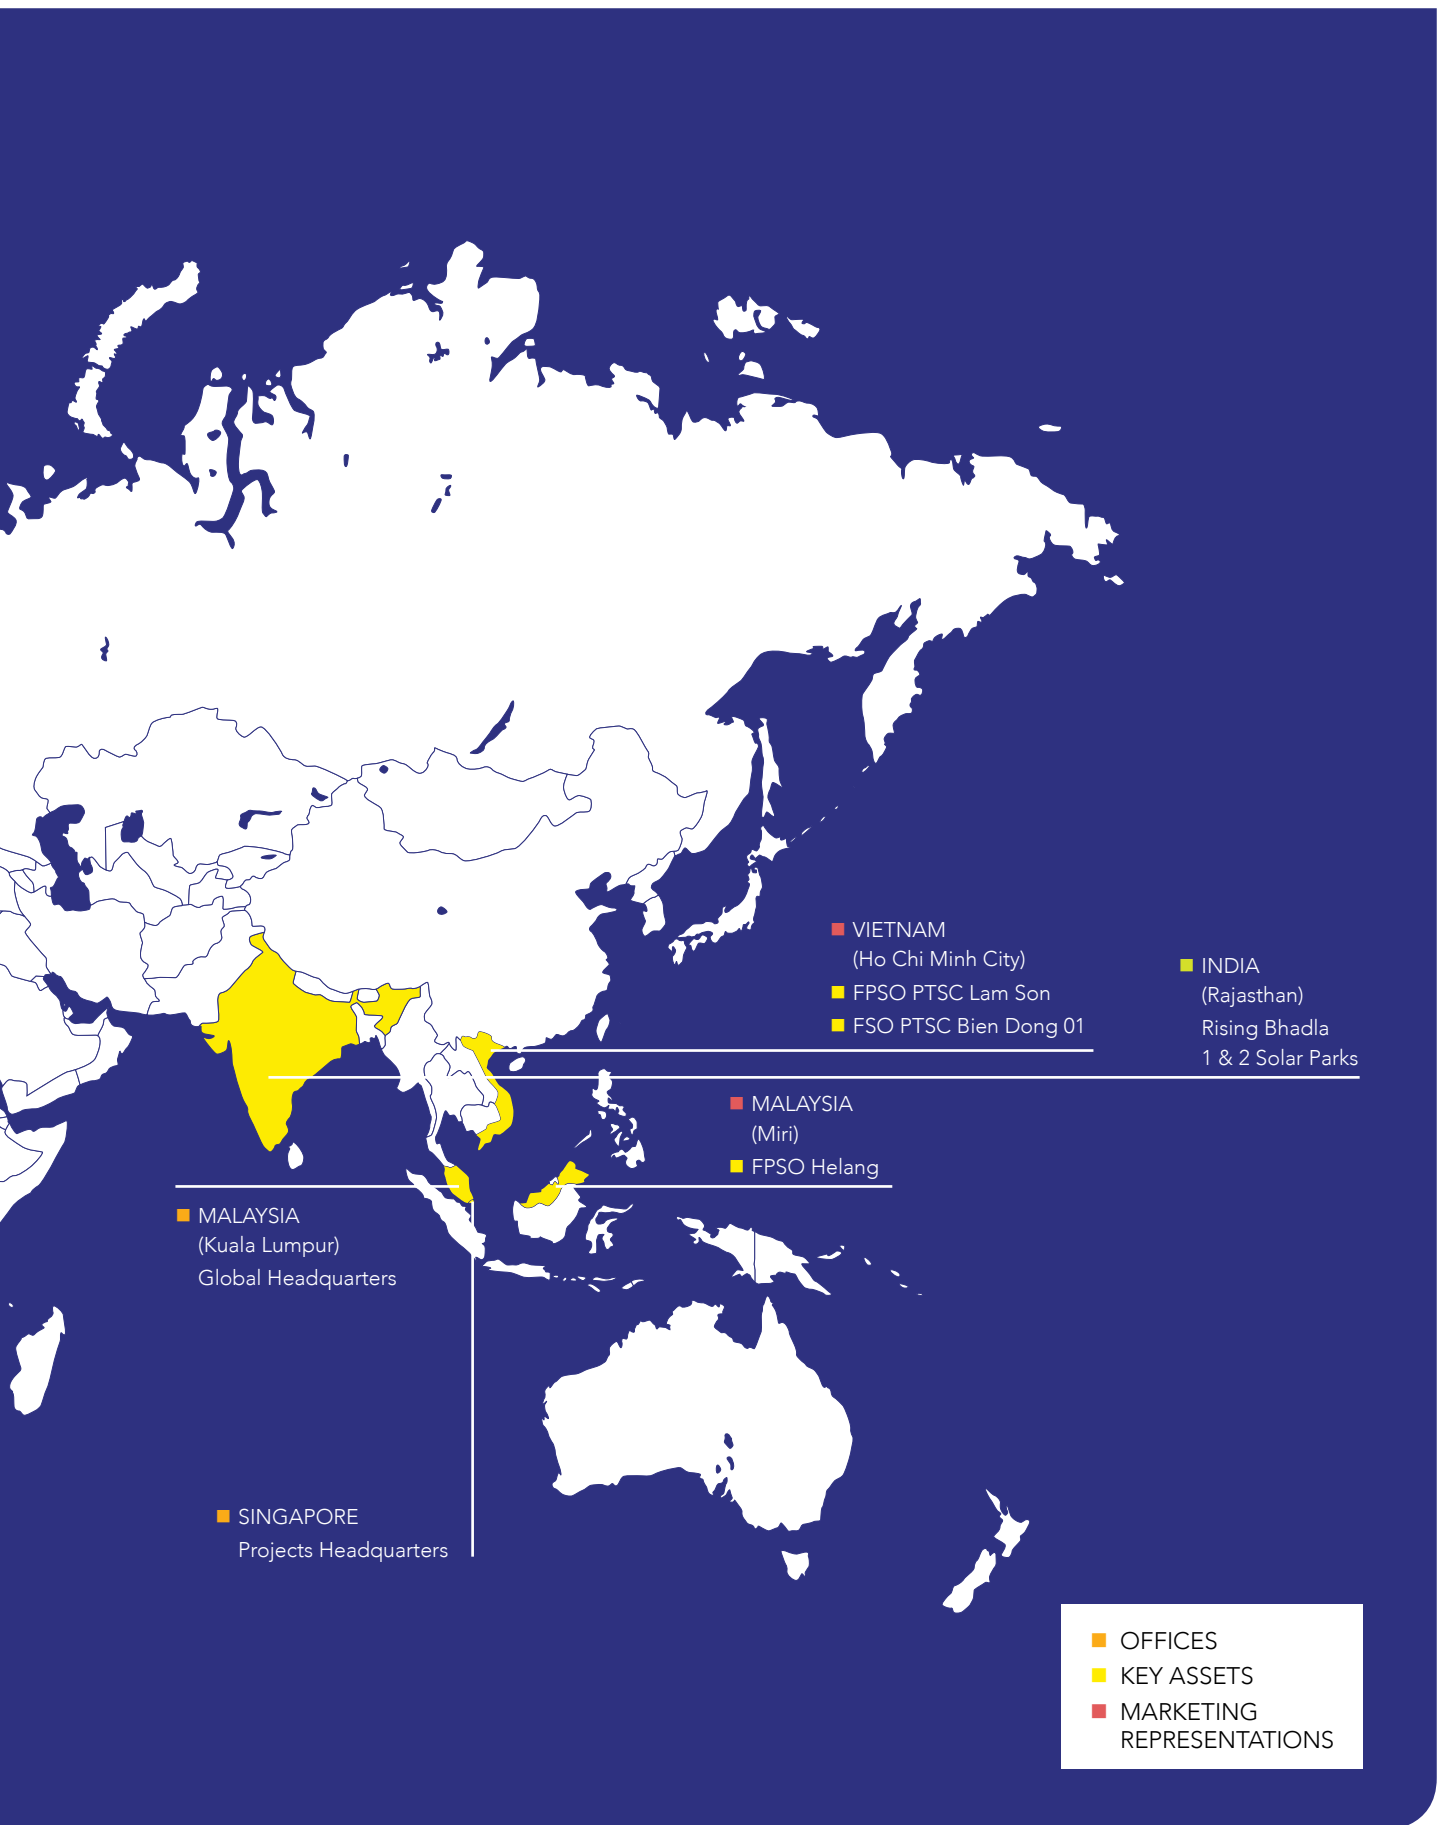 VIETNAM
(Ho Chi Minh City)
FPSO PTSC Lam Son
FSO PTSC Bien Dong 01
INDIA
(Rajasthan)
Rising Bhadla
1 & 2 Solar Parks
MALAYSIA
(Miri)
FPSO Helang
MALAYSIA
(Kuala Lumpur)
Global Headquarters
SINGAPORE
Projects Headquarters
OFFICES
KEY ASSETS
MARKETING
REPRESENTATIONS